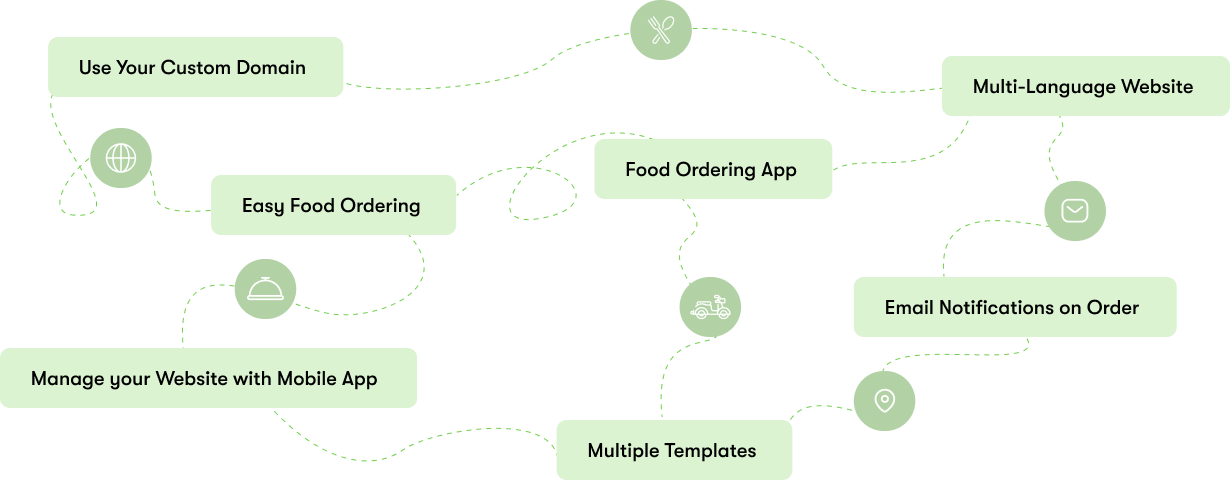 Use Your Custom Domain
Multi-Language Website
Food Ordering App
Easy Food Ordering
Email Notifications on Order
Manage your Website with Mobile App
Multiple Templates